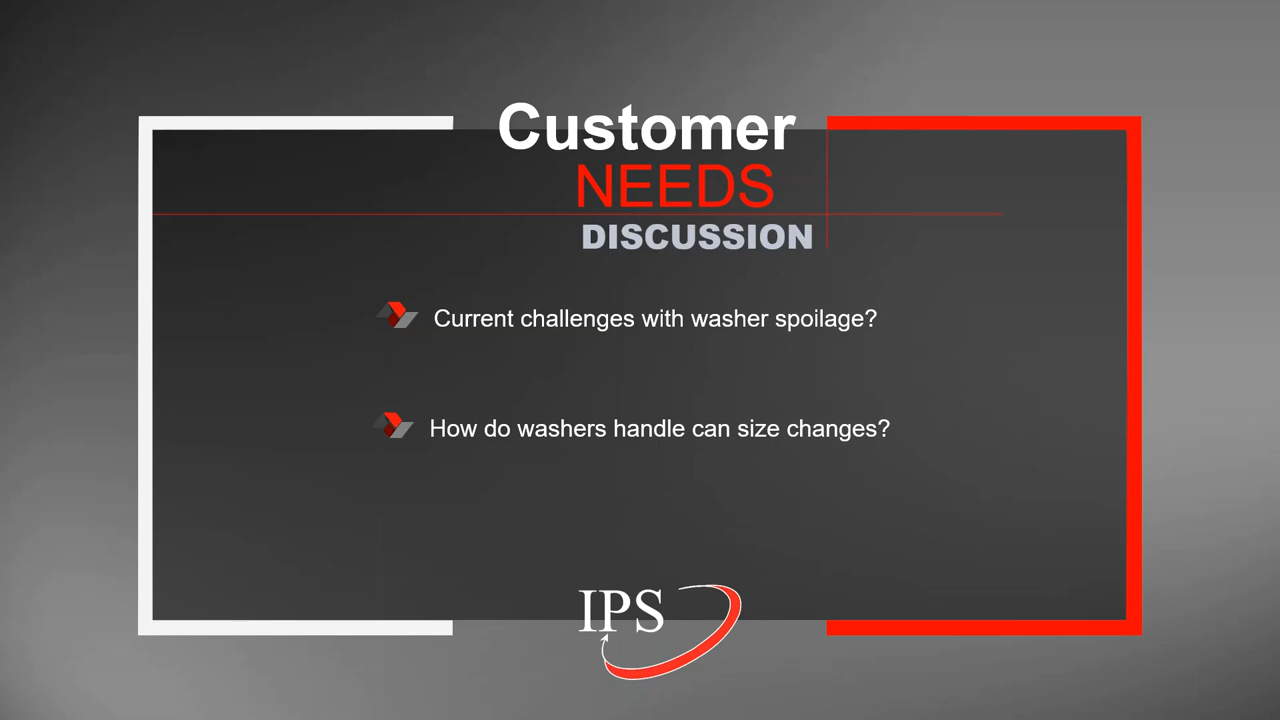 Customer
NEEDS
DISCUSSION
Current challenges with washer spoilage?
How do washers handle can size changes?
IPS